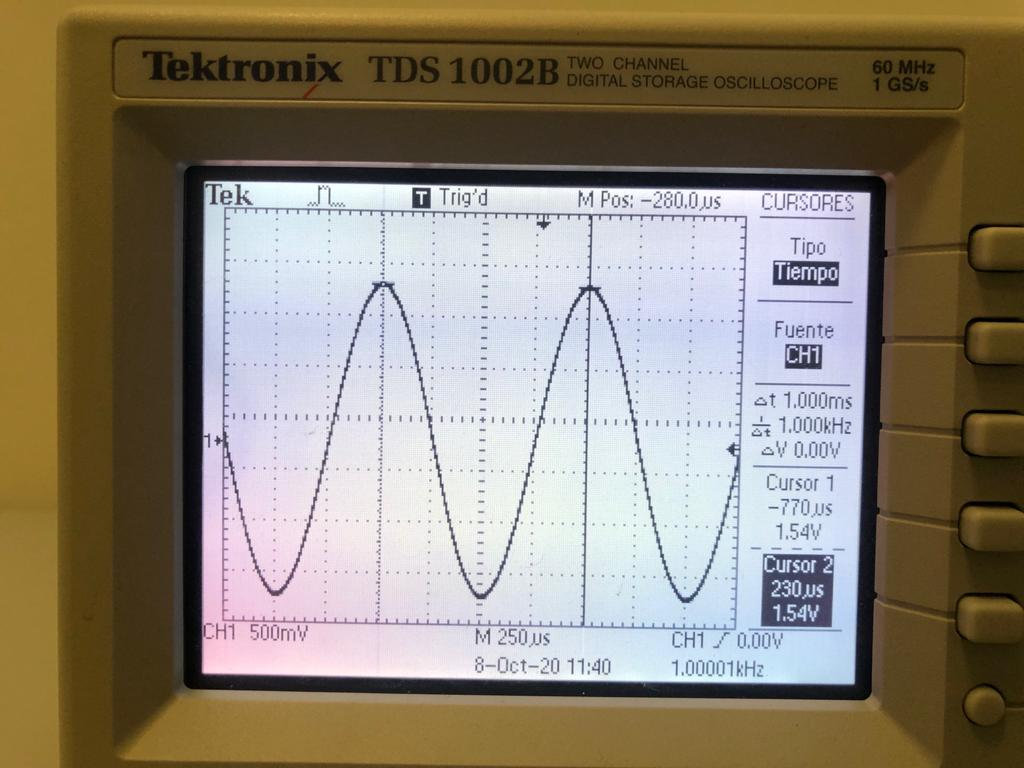 Tektronix TDS 1002B TWO CHANNEL
DIGITAL STORAGE OSCILLOSCOPE
60 MHz
1 GS/s
Tek T Trig'd M Pos: -280.0µs CURSORES
Tipo
Tiempo
Fuente
CH1
Δt 1.000ms
1/Δt 1.000kHz
ΔV 0.00V
Cursor 1
-770µs
1.54V
Cursor 2
230µs
1.54V
1
CH1 500mV M 250µs CH1 0.00V
8-Oct-20 11:40 1.00001kHz